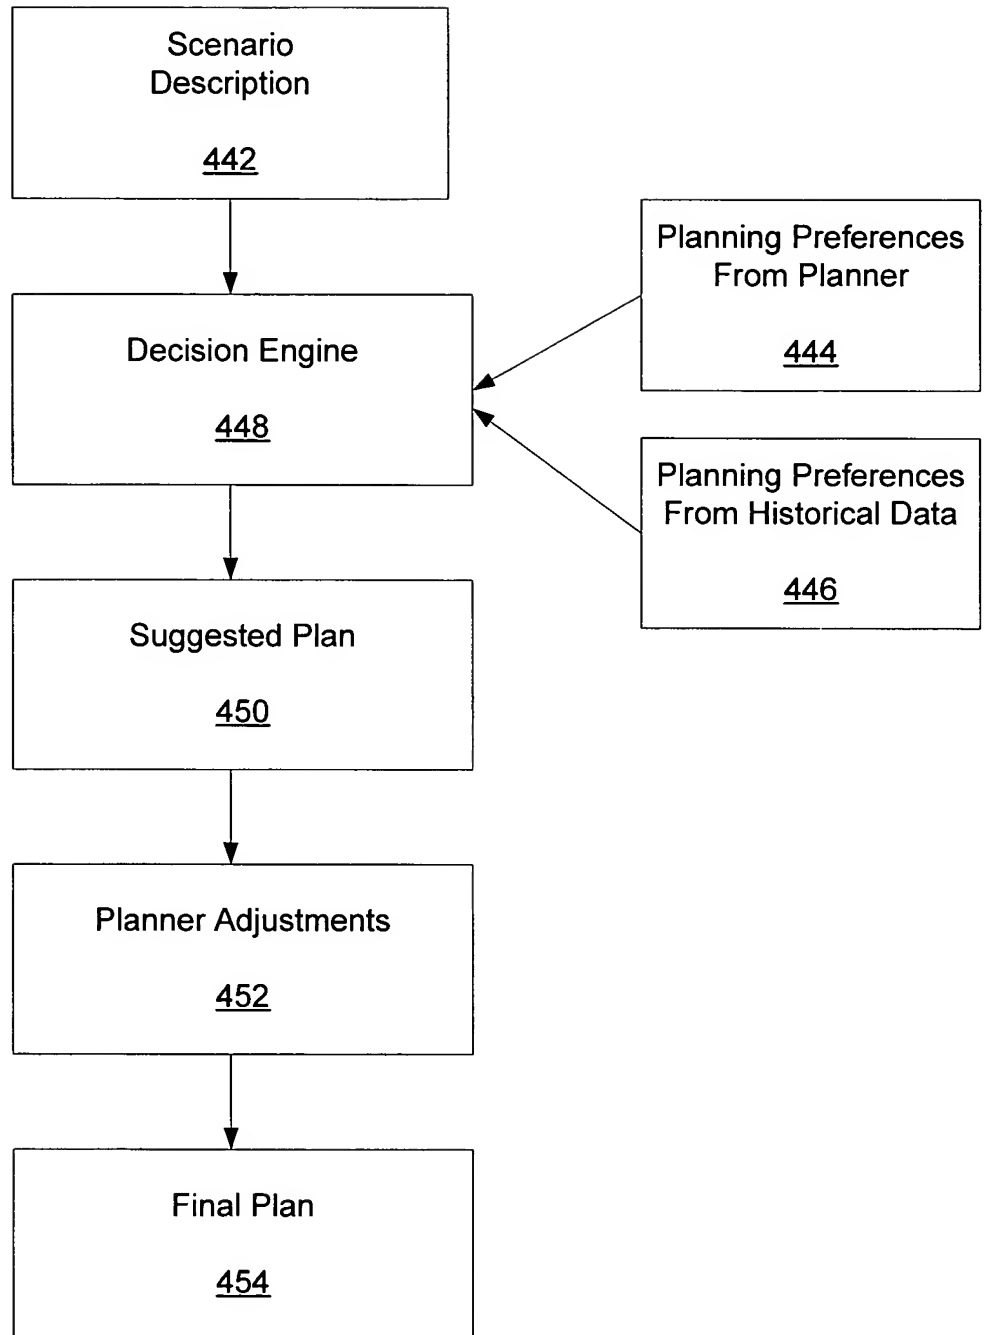 Scenario
Description
442
Planning Preferences
From Planner
444
Decision Engine
448
Planning Preferences
From Historical Data
446
Suggested Plan
450
Planner Adjustments
452
Final Plan
454